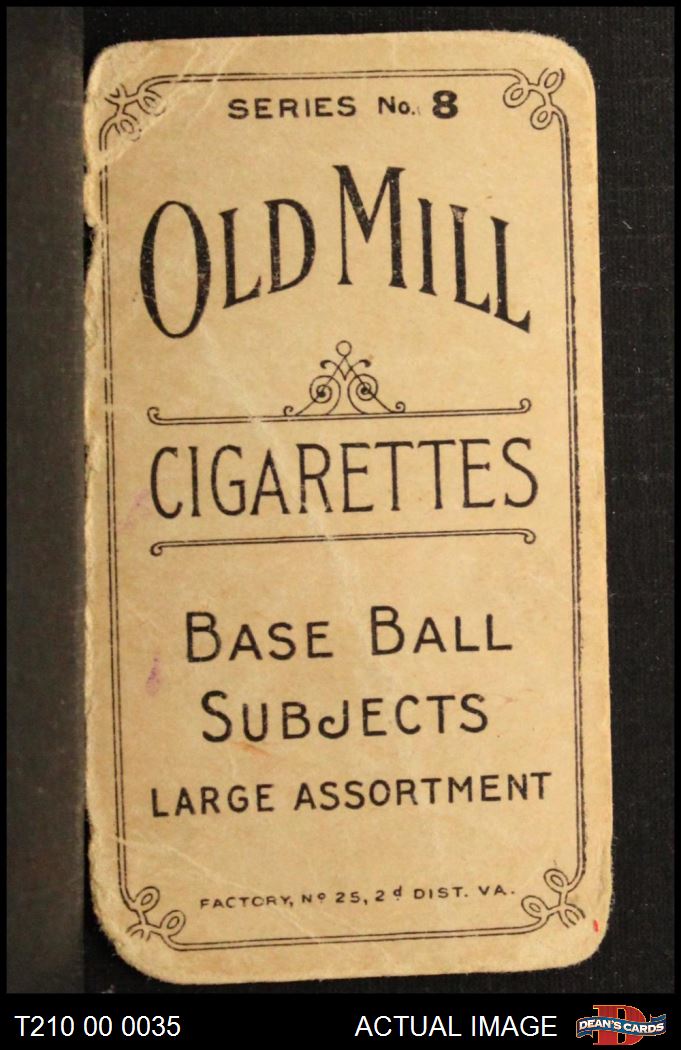 SERIES No. 8
OLD MILL
CIGARETTES
BASE BALL
SUBJECTS
LARGE ASSORTMENT
FACTORY, Nº 25, 2d DIST. VA.
T210 00 0035 ACTUAL IMAGE DEAN'S CARDS